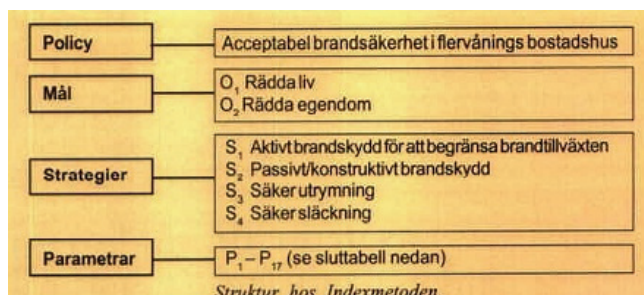 Policy
Acceptabel brandsäkerhet i flervånings bostadshus
Mål
O₁ Rädda liv
O₂ Rädda egendom
Strategier
S₁ Aktivt brandskydd för att begränsa brandtillväxten
S₂ Passivt/konstruktivt brandskydd
S₃ Säker utrymning
S₄ Säker släckning
Parametrar
P₁ – P₁₇ (se sluttabell nedan)
Struktur hos Indexmetoden